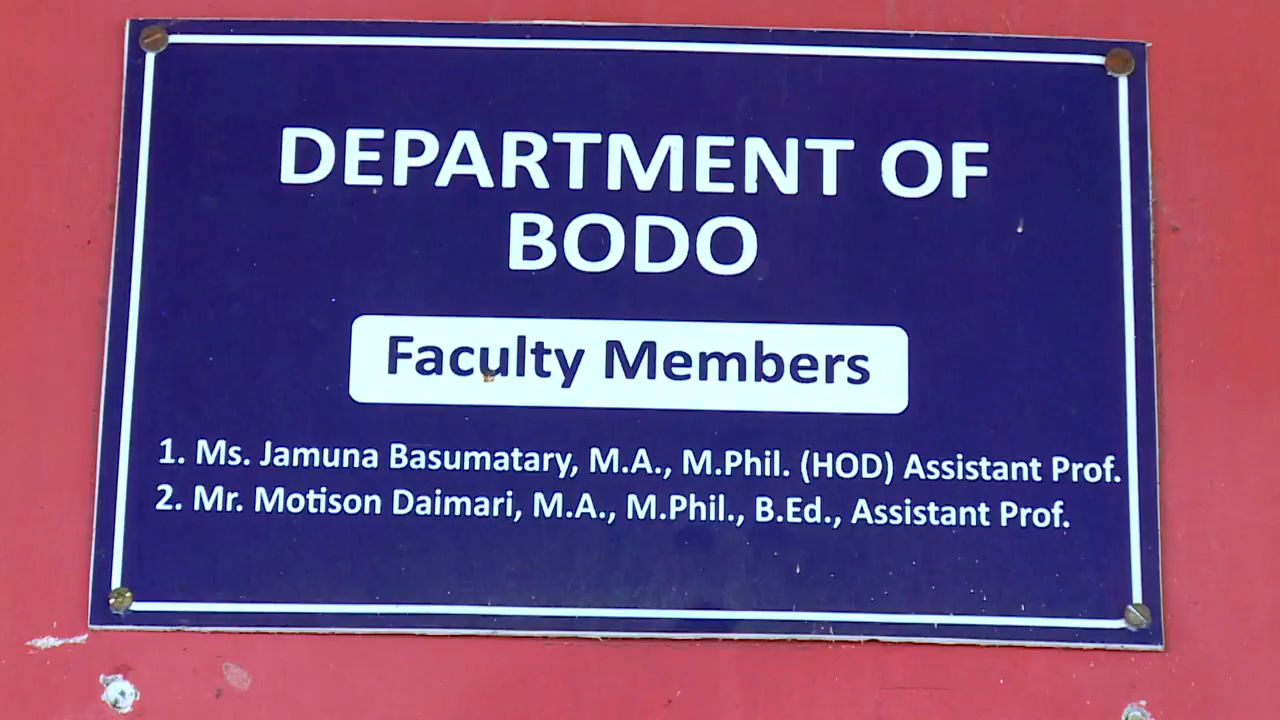 DEPARTMENT OF
BODO
Faculty Members
1. Ms. Jamuna Basumatary, M.A., M.Phil. (HOD) Assistant Prof.
2. Mr. Motison Daimari, M.A., M.Phil., B.Ed., Assistant Prof.